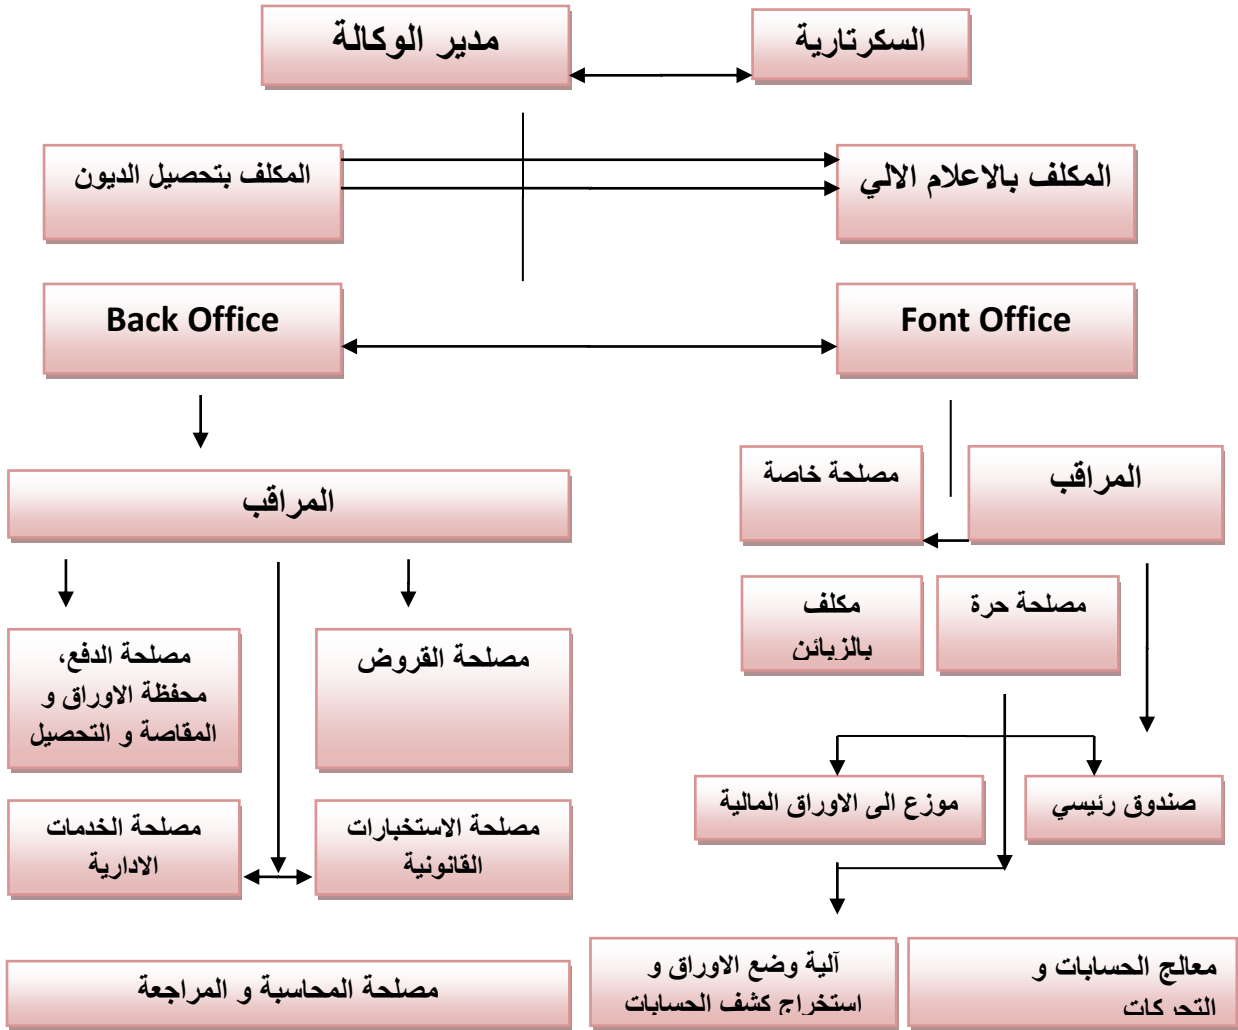 مدير الوكالة
السكرتارية
المكلف بتحصيل الديون
المكلف بالاعلام الالي
Back Office
Font Office
المراقب
مصلحة خاصة
المراقب
مكلف
بالزبائن
مصلحة حرة
مصلحة الدفع،
محفظة الاوراق و
المقاصة و التحصيل
مصلحة القروض
موزع الى الاوراق المالية
صندوق رئيسي
مصلحة الخدمات
الادارية
مصلحة الاستخبارات
القانونية
آلية وضع الاوراق و
استخراج كشف الحسابات
معالج الحسابات و
التحركات
مصلحة المحاسبة و المراجعة